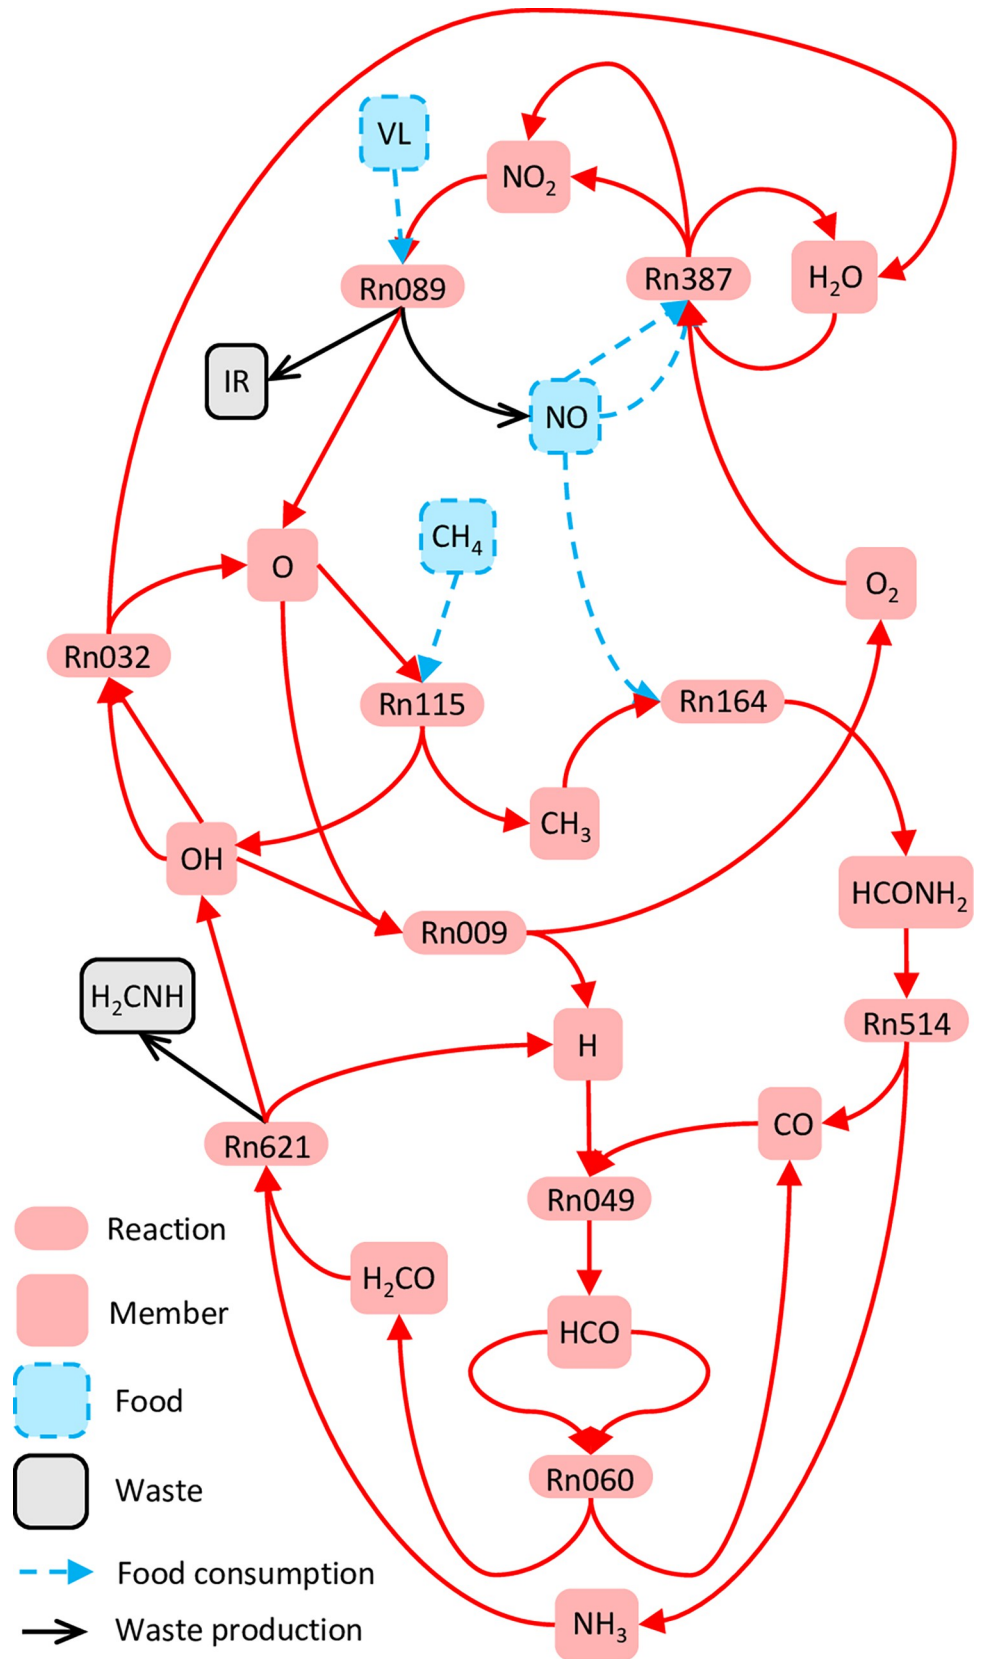 VL
NO₂
Rn089
Rn387
H₂O
IR
NO
CH₄
O
O₂
Rn032
Rn115
Rn164
CH₃
OH
HCONH₂
Rn009
H₂CNH
Rn514
H
CO
Rn621
Rn049
Reaction
H₂CO
Member
HCO
Food
Rn060
Waste
Food consumption
NH₃
Waste production